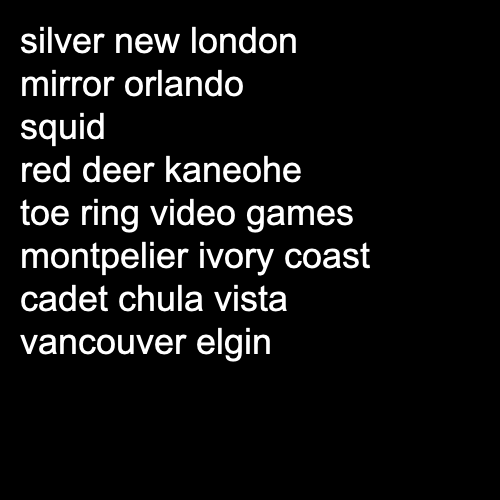 silver new london
mirror orlando
squid
red deer kaneohe
toe ring video games
montpelier ivory coast
cadet chula vista
vancouver elgin